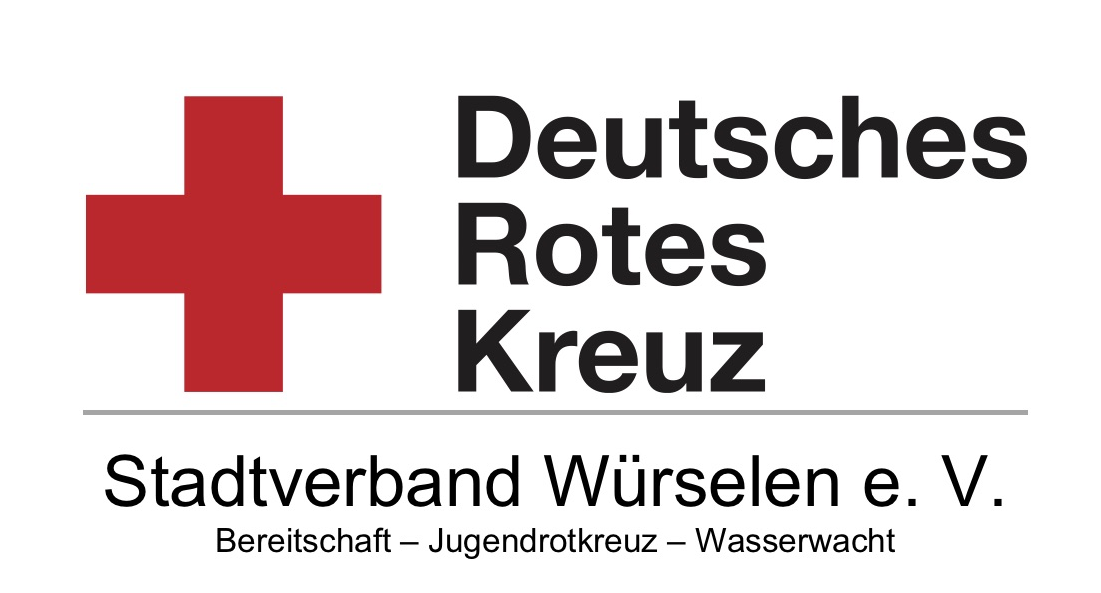 Deutsches
Rotes
Kreuz
Stadtverband Würselen e. V.
Bereitschaft – Jugendrotkreuz – Wasserwacht